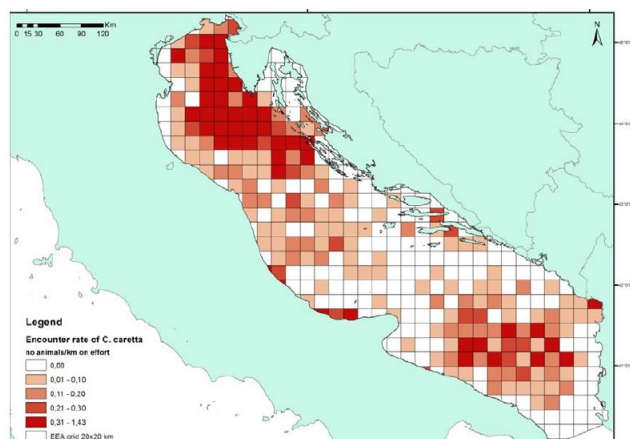 0 15 30 60 90 120 Km
N
Legend
Encounter rate of C. caretta
no animals/km on effort
0,00
0,01 - 0,10
0,11 - 0,20
0,21 - 0,30
0,31 - 1,43
EEA grid 20x20 km